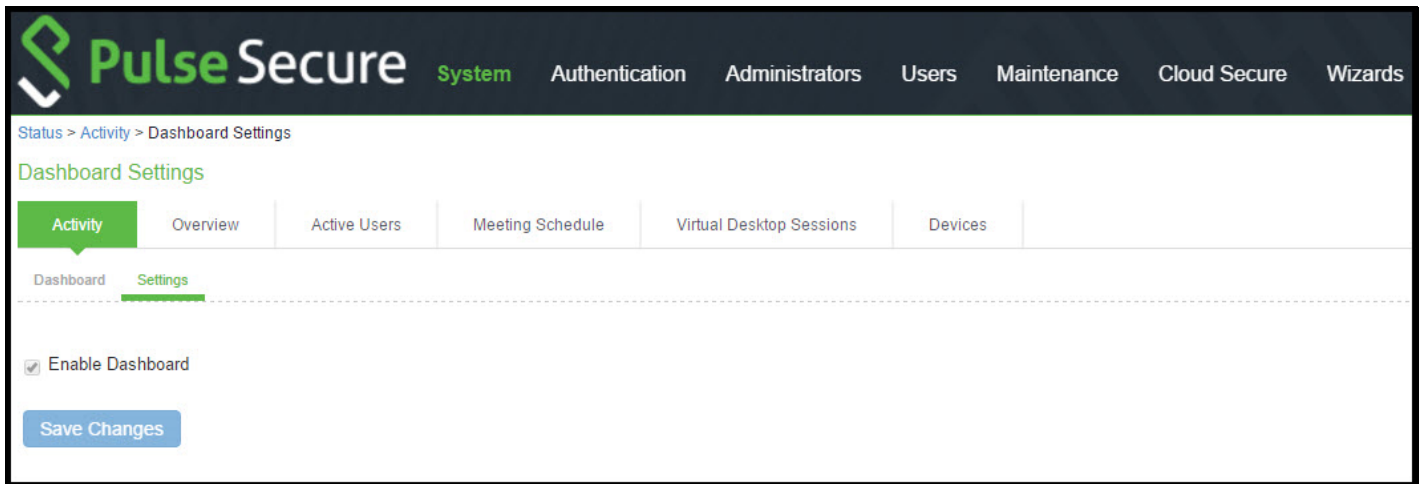 Pulse Secure System Authentication Administrators Users Maintenance Cloud Secure Wizards
Status > Activity > Dashboard Settings
Dashboard Settings
Activity Overview Active Users Meeting Schedule Virtual Desktop Sessions Devices
Dashboard Settings
Enable Dashboard
Save Changes